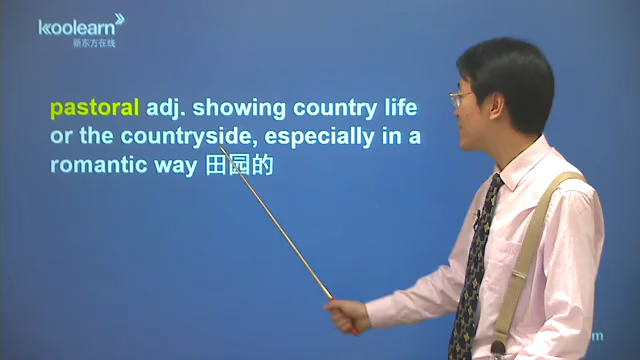 koolearn
新东方在线
pastoral adj. showing country life
or the countryside, especially in a
romantic way 田园的
m